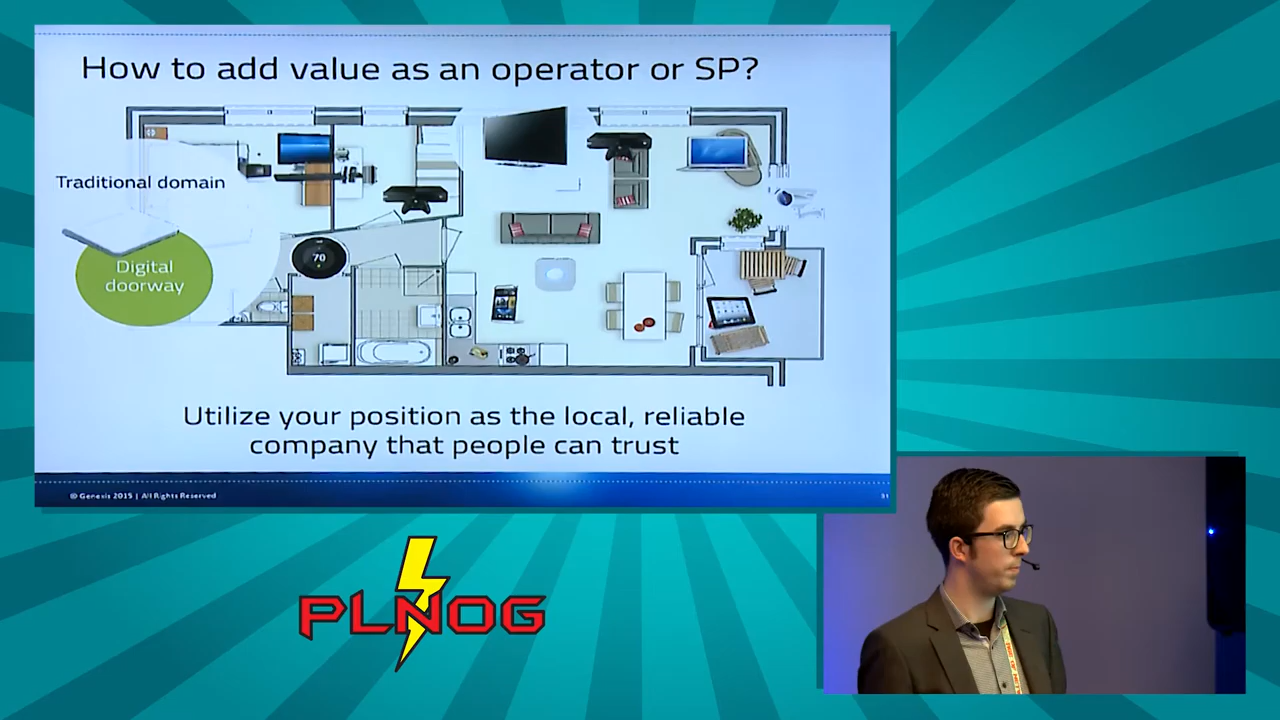 How to add value as an operator or SP?
Traditional domain
Digital
doorway
70
Utilize your position as the local, reliable
company that people can trust
© Genexis 2015 | All Rights Reserved
31
PLNOG